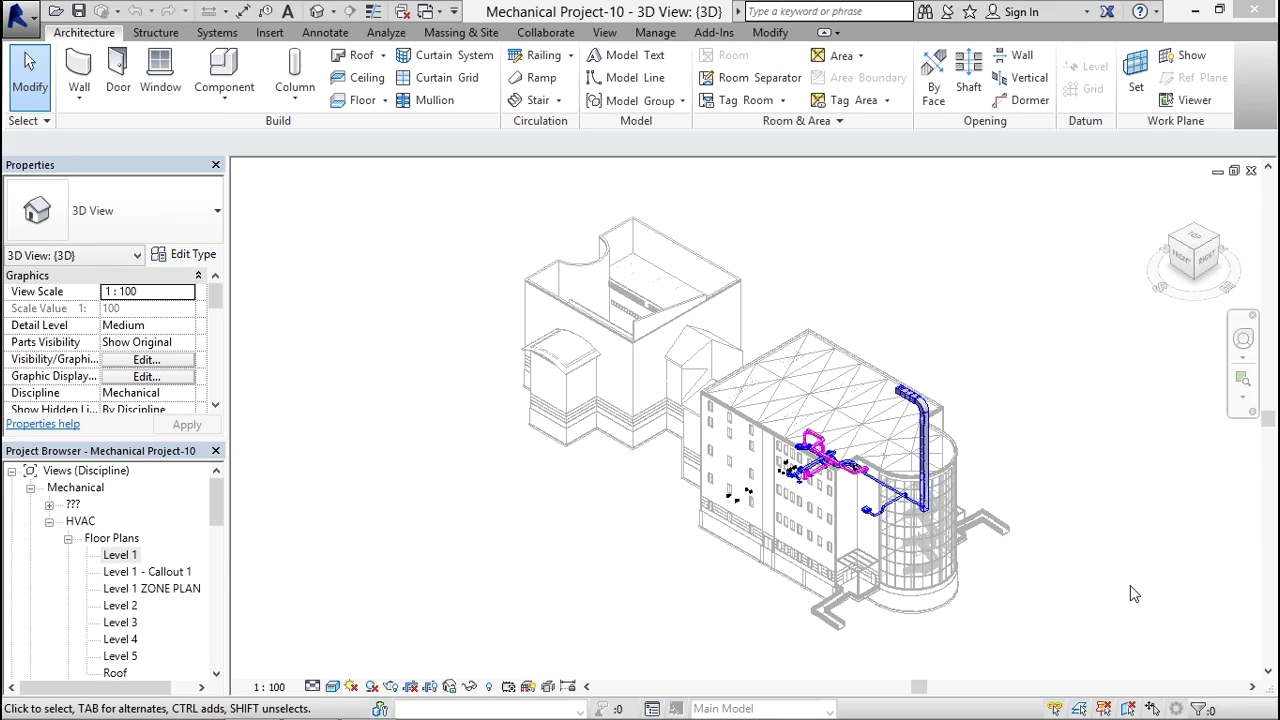 Mechanical Project-10 - 3D View: {3D}
Type a keyword or phrase
Sign In
Architecture Structure Systems Insert Annotate Analyze Massing & Site Collaborate View Manage Add-Ins Modify
Modify
Wall
Door
Window
Component
Column
Roof
Ceiling
Floor
Curtain System
Curtain Grid
Mullion
Railing
Ramp
Stair
Model Text
Model Line
Model Group
Room
Room Separator
Tag Room
Area
Area Boundary
Tag Area
By Face
Shaft
Wall
Vertical
Dormer
Level
Grid
Set
Show
Ref Plane
Viewer
Select Build Circulation Model Room & Area Opening Datum Work Plane
Properties
3D View
3D View: {3D} Edit Type
Graphics
View Scale 1 : 100
Scale Value 1: 100
Detail Level Medium
Parts Visibility Show Original
Visibility/Graphi... Edit...
Graphic Display... Edit...
Discipline Mechanical
Show Hidden Li... By Discipline
Properties help Apply
Project Browser - Mechanical Project-10
Views (Discipline)
Mechanical
???
HVAC
Floor Plans
Level 1
Level 1 - Callout 1
Level 1 ZONE PLAN
Level 2
Level 3
Level 4
Level 5
Roof
TOP
FRONT
RIGHT
1 : 100
Click to select, TAB for alternates, CTRL adds, SHIFT unselects.
:0
Main Model
:0